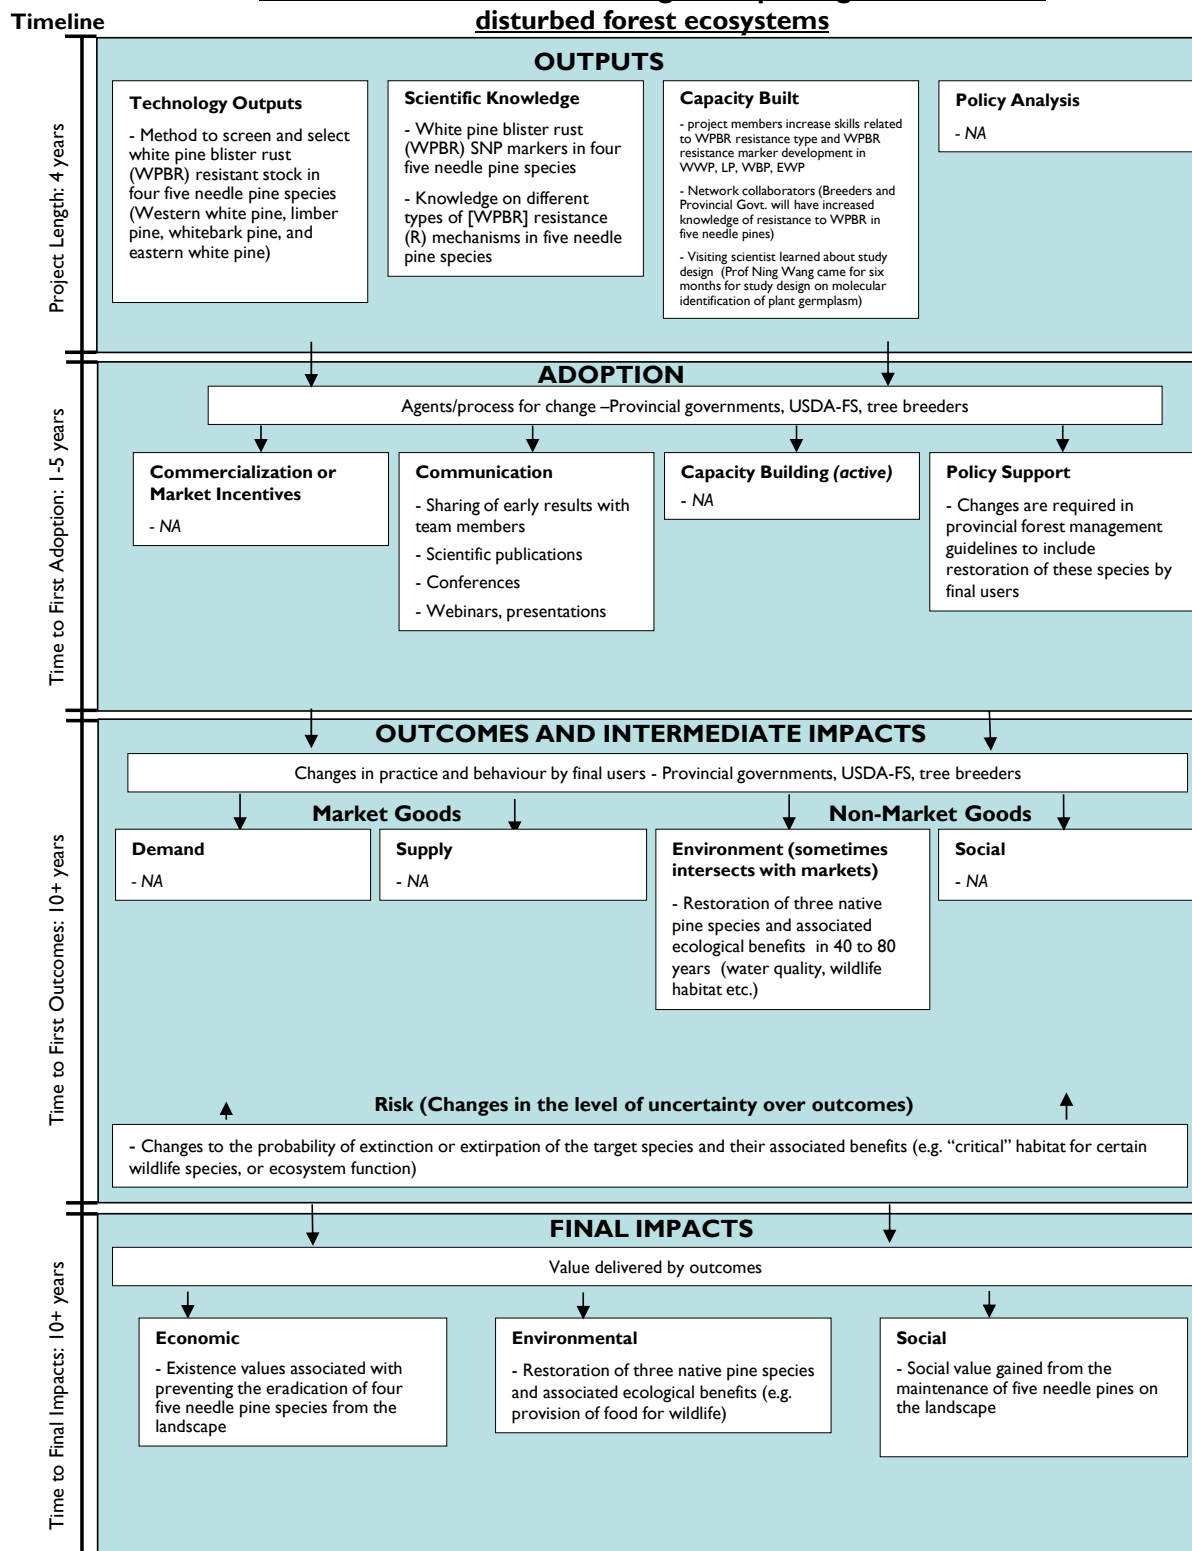 Timeline
disturbed forest ecosystems
Project Length: 4 years
OUTPUTS
Technology Outputs
- Method to screen and select
white pine blister rust
(WPBR) resistant stock in
four five needle pine species
(Western white pine, limber
pine, whitebark pine, and
eastern white pine)
Scientific Knowledge
- White pine blister rust
(WPBR) SNP markers in four
five needle pine species
- Knowledge on different
types of [WPBR] resistance
(R) mechanisms in five needle
pine species
Capacity Built
- project members increase skills related
to WPBR resistance type and WPBR
resistance marker development in
WWP, LP, WBP, EWP
- Network collaborators (Breeders and
Provincial Govt. will have increased
knowledge of resistance to WPBR in
five needle pines)
- Visiting scientist learned about study
design  (Prof Ning Wang came for six
months for study design on molecular
identification of plant germplasm)
Policy Analysis
- NA
Time to First Adoption: 1-5 years
ADOPTION
Agents/process for change –Provincial governments, USDA-FS, tree breeders
Commercialization or
Market Incentives
- NA
Communication
- Sharing of early results with
team members
- Scientific publications
- Conferences
- Webinars, presentations
Capacity Building (active)
- NA
Policy Support
- Changes are required in
provincial forest management
guidelines to include
restoration of these species by
final users
Time to First Outcomes: 10+ years
OUTCOMES AND INTERMEDIATE IMPACTS
Changes in practice and behaviour by final users - Provincial governments, USDA-FS, tree breeders
Market Goods
Non-Market Goods
Demand
- NA
Supply
- NA
Environment (sometimes
intersects with markets)
- Restoration of three native
pine species and associated
ecological benefits  in 40 to 80
years  (water quality, wildlife
habitat etc.)
Social
- NA
Risk (Changes in the level of uncertainty over outcomes)
- Changes to the probability of extinction or extirpation of the target species and their associated benefits (e.g. “critical” habitat for certain
wildlife species, or ecosystem function)
Time to Final Impacts: 10+ years
FINAL IMPACTS
Value delivered by outcomes
Economic
- Existence values associated with
preventing the eradication of four
five needle pine species from the
landscape
Environmental
- Restoration of three native pine species
and associated ecological benefits (e.g.
provision of food for wildlife)
Social
- Social value gained from the
maintenance of five needle pines on
the landscape